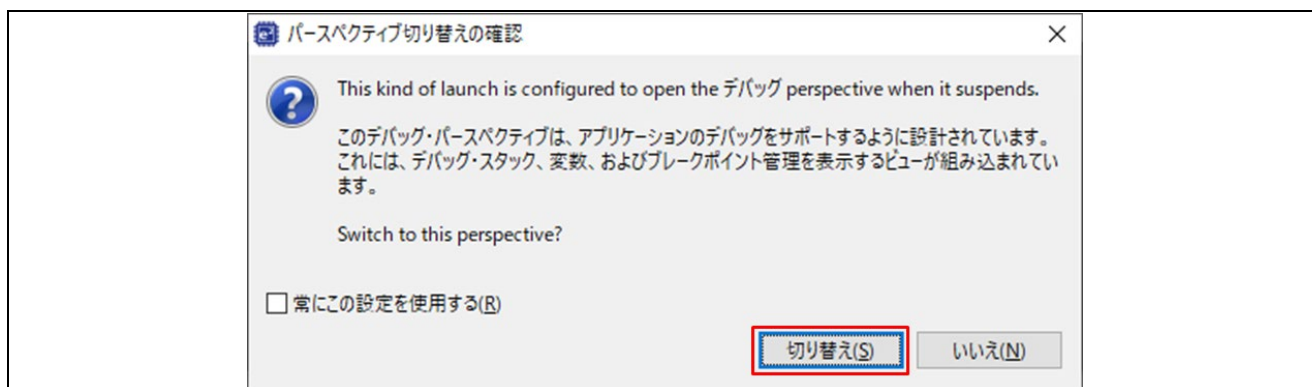 パースペクティブ切り替えの確認
This kind of launch is configured to open the デバッグ perspective when it suspends.
このデバッグ・パースペクティブは、アプリケーションのデバッグをサポートするように設計されています。
これには、デバッグ・スタック、変数、およびブレークポイント管理を表示するビューが組み込まれてい
ます。
Switch to this perspective?
常にこの設定を使用する(R)
切り替え(S)
いいえ(N)